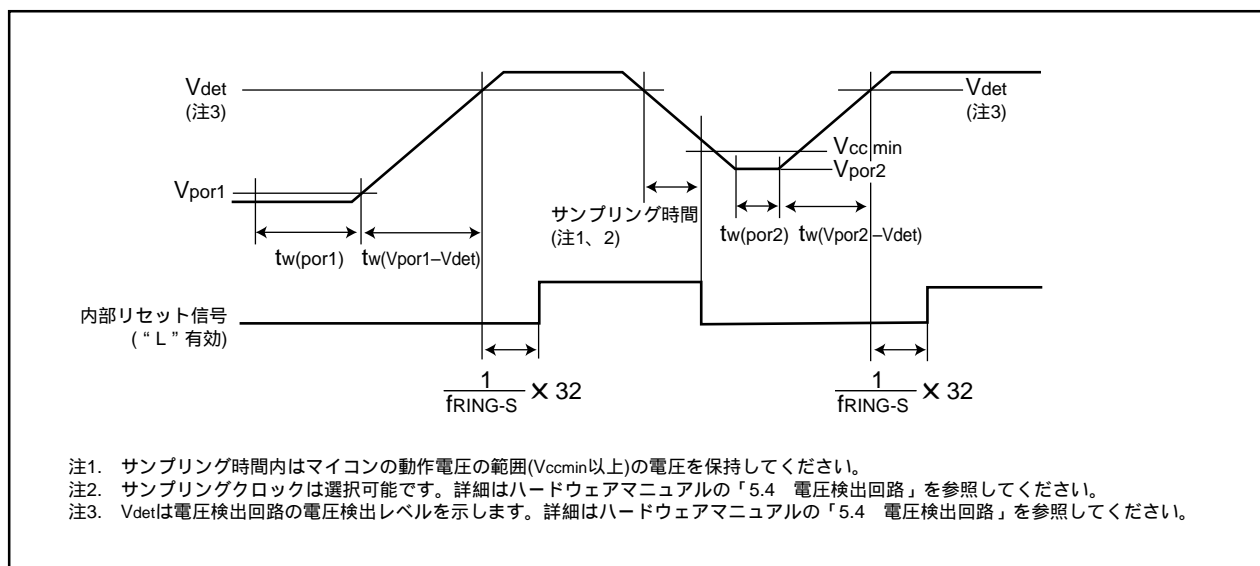 Vdet
(注3)
Vdet
(注3)
Vccmin
Vpor2
Vpor1
サンプリング時間
(注1、2)
tw(por1)
tw(Vpor1–Vdet)
tw(por2)
tw(Vpor2–Vdet)
内部リセット信号
(“L”有効)
1
fRING-S
× 32
1
fRING-S
× 32
注1. サンプリング時間内はマイコンの動作電圧の範囲(Vccmin以上)の電圧を保持してください。
注2. サンプリングクロックは選択可能です。詳細はハードウェアマニュアルの「5.4 電圧検出回路」を参照してください。
注3. Vdetは電圧検出回路の電圧検出レベルを示します。詳細はハードウェアマニュアルの「5.4 電圧検出回路」を参照してください。